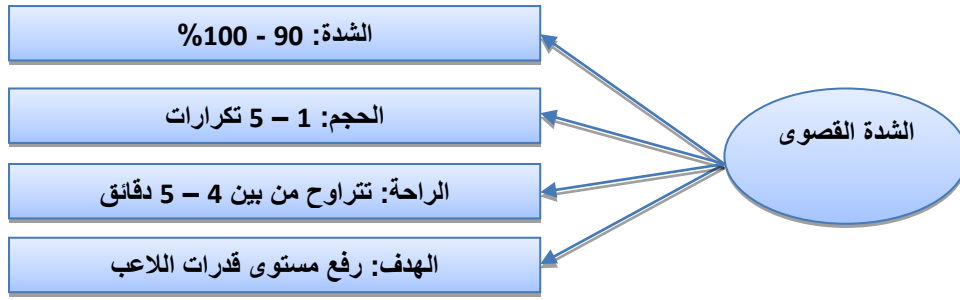 الشدة القصوى
الشدة: 90 - 100%
الحجم: 1 – 5 تكرارات
الراحة: تتراوح من بين 4 – 5 دقائق
الهدف: رفع مستوى قدرات اللاعب